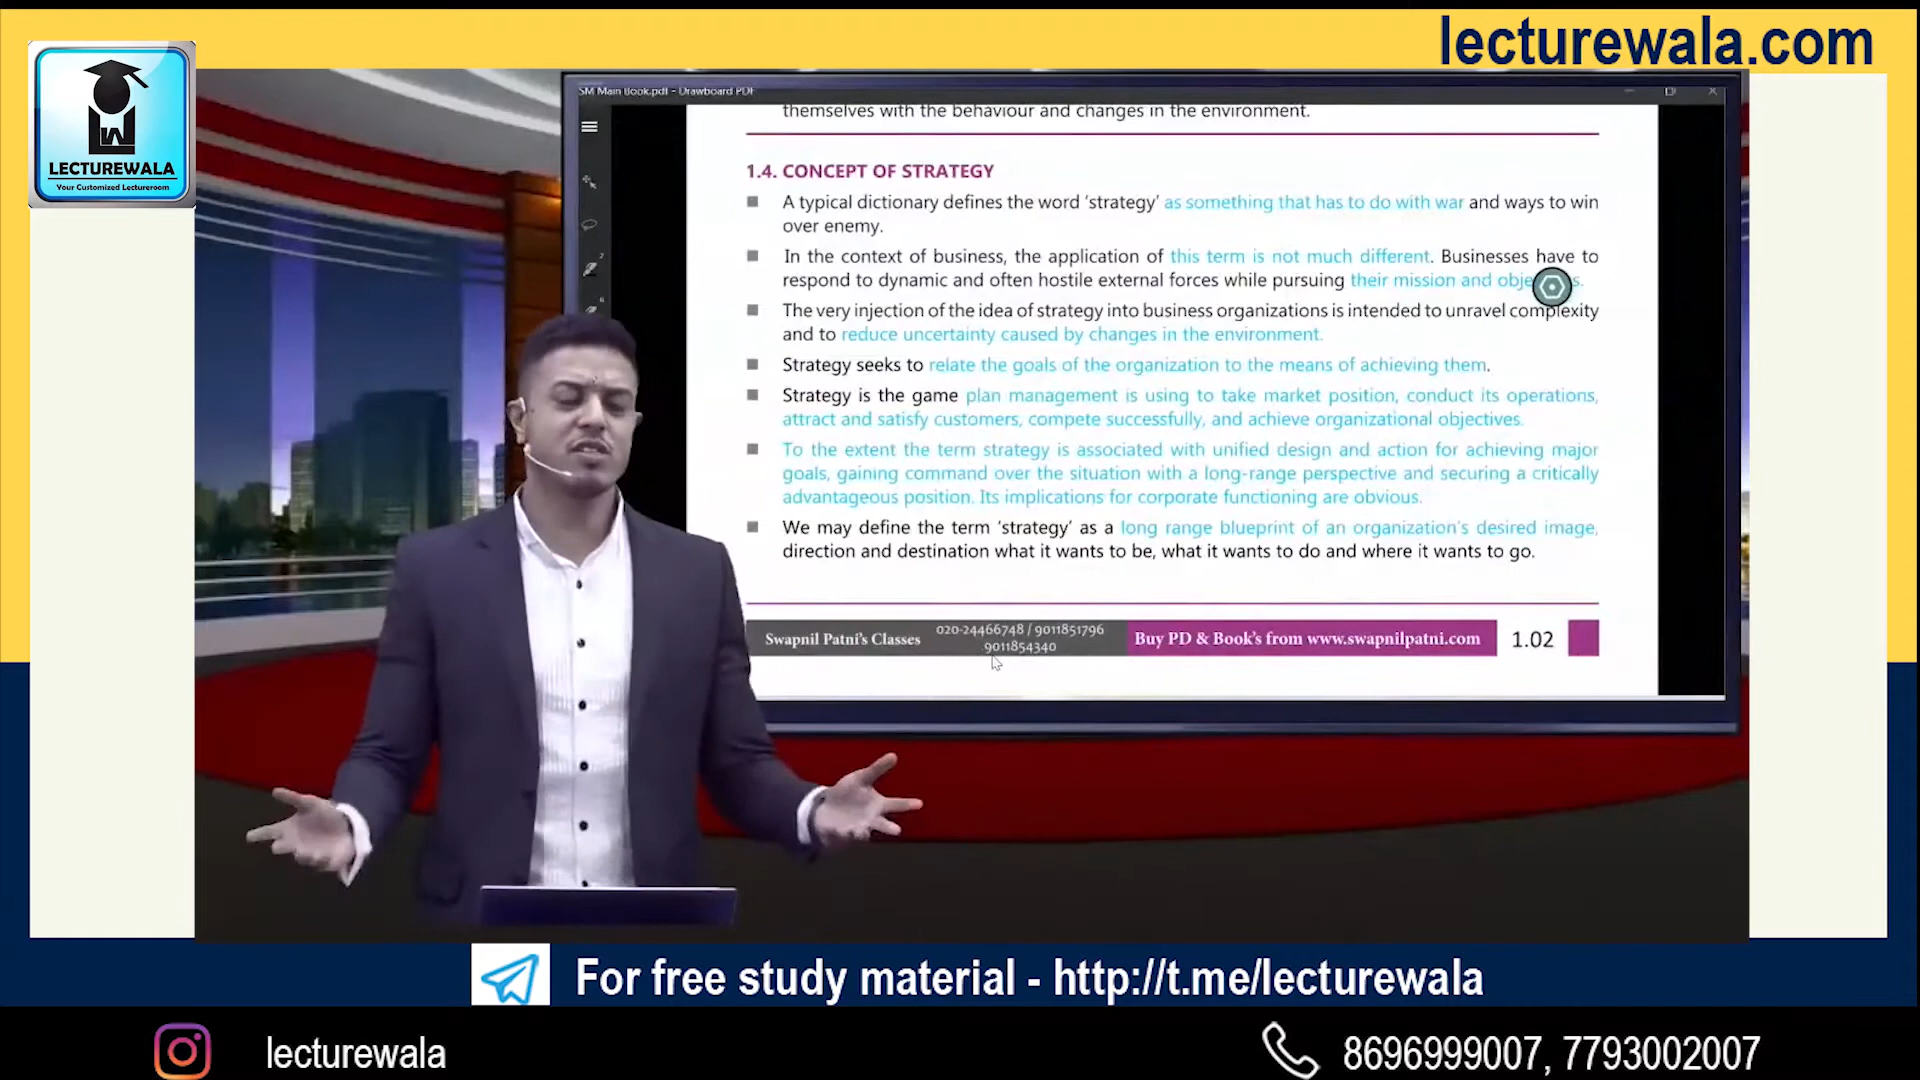 lecturewala.com
LW
LECTUREWALA
Your Customized Lectureroom
SM Main Book.pdf - Drawboard PDF
themselves with the behaviour and changes in the environment.
1.4. CONCEPT OF STRATEGY
A typical dictionary defines the word ‘strategy’ as something that has to do with war and ways to win
over enemy.
In the context of business, the application of this term is not much different. Businesses have to
respond to dynamic and often hostile external forces while pursuing their mission and
The very injection of the idea of strategy into business organizations is intended to unravel complexity
and to reduce uncertainty caused by changes in the environment.
Strategy seeks to relate the goals of the organization to the means of achieving them.
Strategy is the game plan management is using to take market position, conduct its operations,
attract and satisfy customers, compete successfully, and achieve organizational objectives.
To the extent the term strategy is associated with unified design and action for achieving major
goals, gaining command over the situation with a long-range perspective and securing a critically
advantageous position. Its implications for corporate functioning are obvious.
We may define the term ‘strategy’ as a long range blueprint of an organization’s desired image,
direction and destination what it wants to be, what it wants to do and where it wants to go.
Swapnil Patni’s Classes 020-24466748 / 9011851796
9011854340
Buy PD & Book’s from www.swapnilpatni.com 1.02
For free study material - http://t.me/lecturewala
lecturewala 8696999007, 7793002007